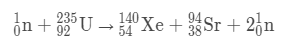 ¹₀n + ²³⁵₉₂U → ¹⁴⁰₅₄Xe + ⁹⁴₃₈Sr + 2¹₀n